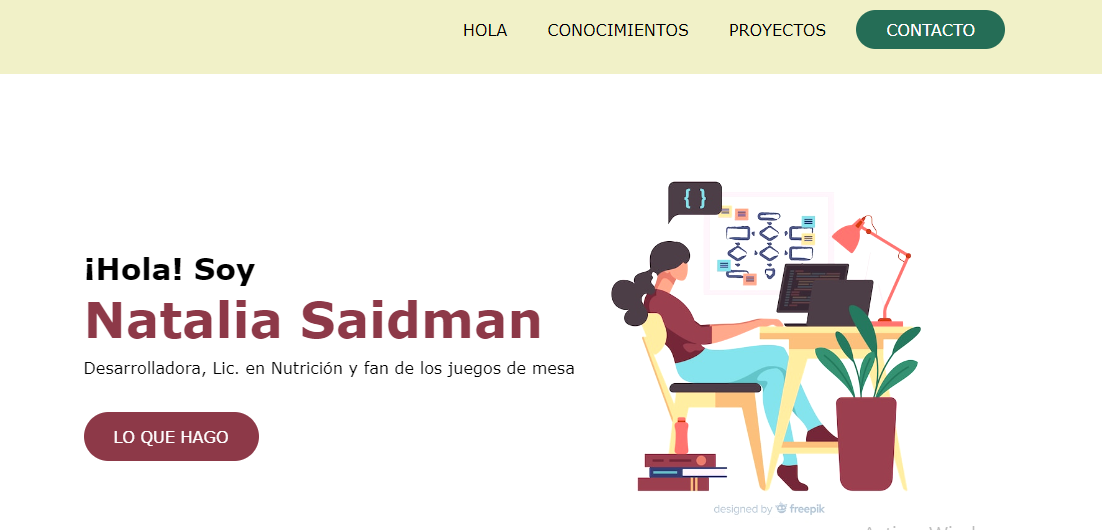 HOLA CONOCIMIENTOS PROYECTOS CONTACTO
{ }
¡Hola! Soy
Natalia Saidman
Desarrolladora, Lic. en Nutrición y fan de los juegos de mesa
LO QUE HAGO
designed by freepik